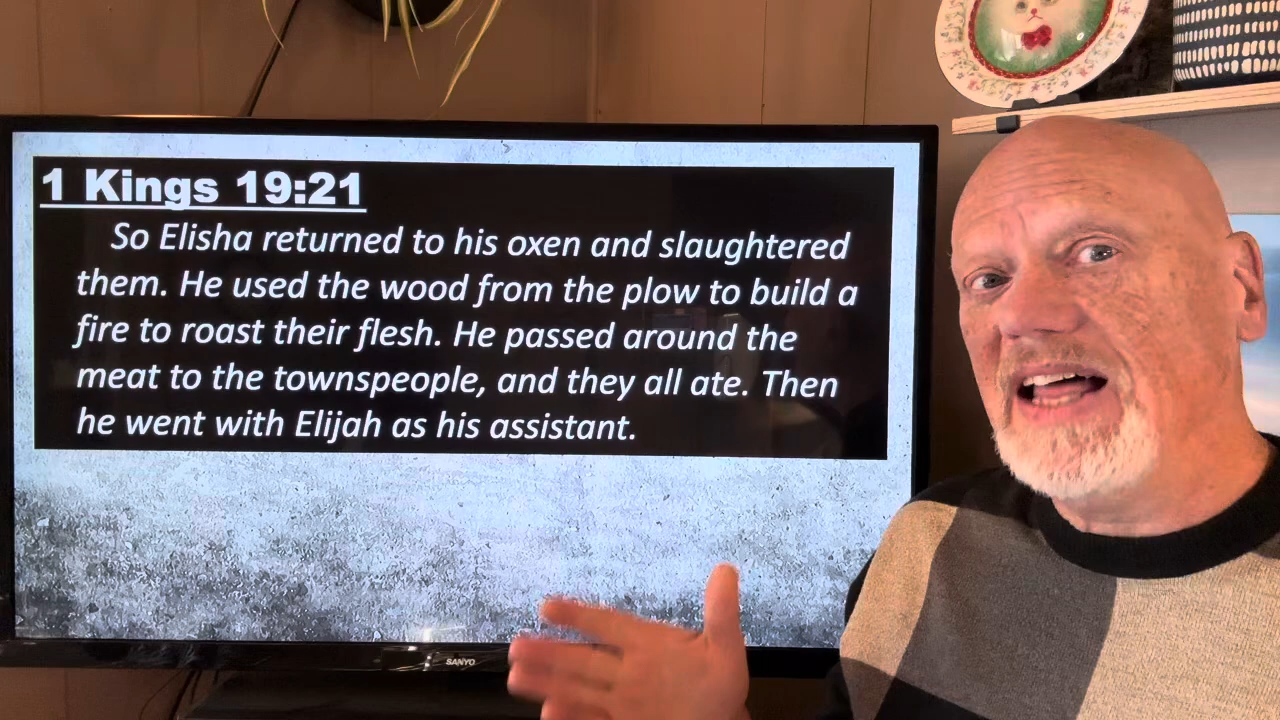 1 Kings 19:21
So Elisha returned to his oxen and slaughtered
them. He used the wood from the plow to build a
fire to roast their flesh. He passed around the
meat to the townspeople, and they all ate. Then
he went with Elijah as his assistant.
SANYO